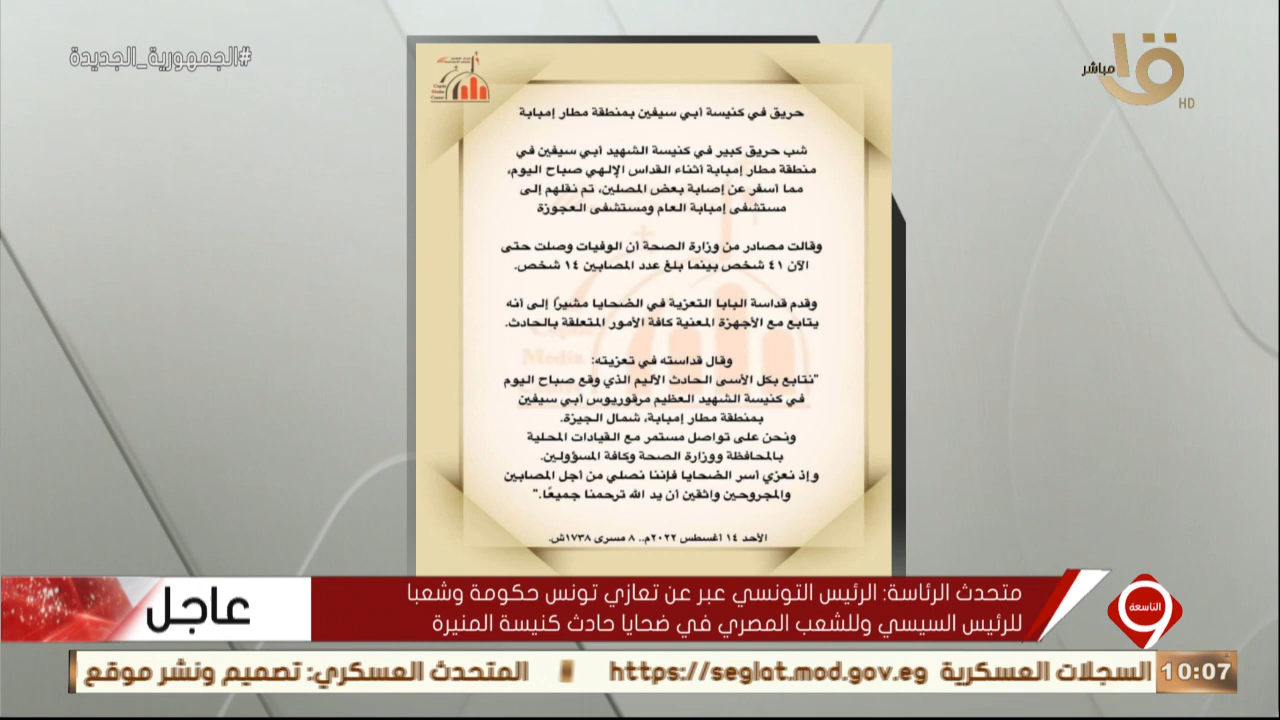 #الجمهورية_الجديدة
مباشر
HD
Coptic
Media
Center
حريق في كنيسة أبي سيفين بمنطقة مطار إمبابة
شب حريق كبير في كنيسة الشهيد أبي سيفين في
منطقة مطار إمبابة أثناء القداس الإلهي صباح اليوم،
مما أسفر عن إصابة بعض المصلين، تم نقلهم إلى
مستشفى إمبابة العام ومستشفى العجوزة
وقالت مصادر من وزارة الصحة أن الوفيات وصلت حتى
الآن ٤١ شخص بينما بلغ عدد المصابين ١٤ شخص.
وقدم قداسة البابا التعزية في الضحايا مشيرًا إلى أنه
يتابع مع الأجهزة المعنية كافة الأمور المتعلقة بالحادث.
وقال قداسته في تعزيته:
"نتابع بكل الأسى الحادث الأليم الذي وقع صباح اليوم
في كنيسة الشهيد العظيم مرقوريوس أبي سيفين
بمنطقة مطار إمبابة، شمال الجيزة.
ونحن على تواصل مستمر مع القيادات المحلية
بالمحافظة ووزارة الصحة وكافة المسؤولين.
وإذ نعزي أسر الضحايا فإننا نصلي من أجل المصابين
والمجروحين واثقين أن يد الله ترحمنا جميعًا."
الأحد ١٤ أغسطس ٢٠٢٢م.. ٨ مسرى ١٧٣٨ش.
عاجل
متحدث الرئاسة: الرئيس التونسي عبر عن تعازي تونس حكومة وشعبا
للرئيس السيسي وللشعب المصري في ضحايا حادث كنيسة المنيرة
التاسعة
10:07
السجلات العسكرية https://seglat.mod.gov.eg
المتحدث العسكري: تصميم ونشر موقع